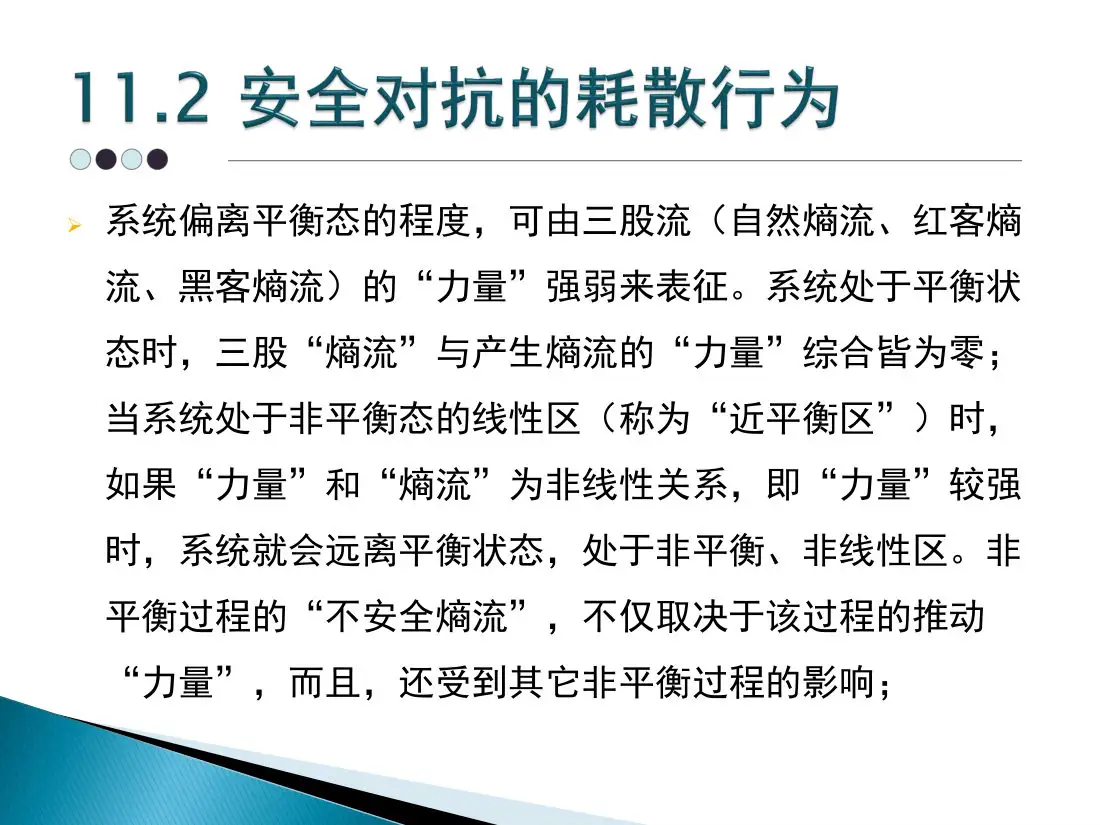 11.2 安全对抗的耗散行为
系统偏离平衡态的程度，可由三股流（自然熵流、红客熵
流、黑客熵流）的“力量”强弱来表征。系统处于平衡状
态时，三股“熵流”与产生熵流的“力量”综合皆为零；
当系统处于非平衡态的线性区（称为“近平衡区”）时，
如果“力量”和“熵流”为非线性关系，即“力量”较强
时，系统就会远离平衡状态，处于非平衡、非线性区。非
平衡过程的“不安全熵流”，不仅取决于该过程的推动
“力量”，而且，还受到其它非平衡过程的影响；